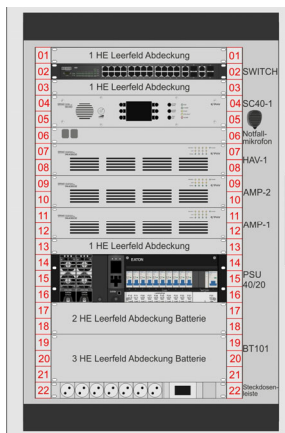 01 1 HE Leerfeld Abdeckung 01
02 02 SWITCH
03 1 HE Leerfeld Abdeckung 03
04 04 SC40-1
05 05
06 06 Notfall-
mikrofon
07 07
08 08 HAV-1
09 09
10 10 AMP-2
11 11
12 12 AMP-1
13 1 HE Leerfeld Abdeckung 13
14 EATON 14
15 15 PSU
40/20
16 16
17 2 HE Leerfeld Abdeckung Batterie 17
18 18
19 19 BT101
20 3 HE Leerfeld Abdeckung Batterie 20
21 21
22 22 Steckdosen-
leiste